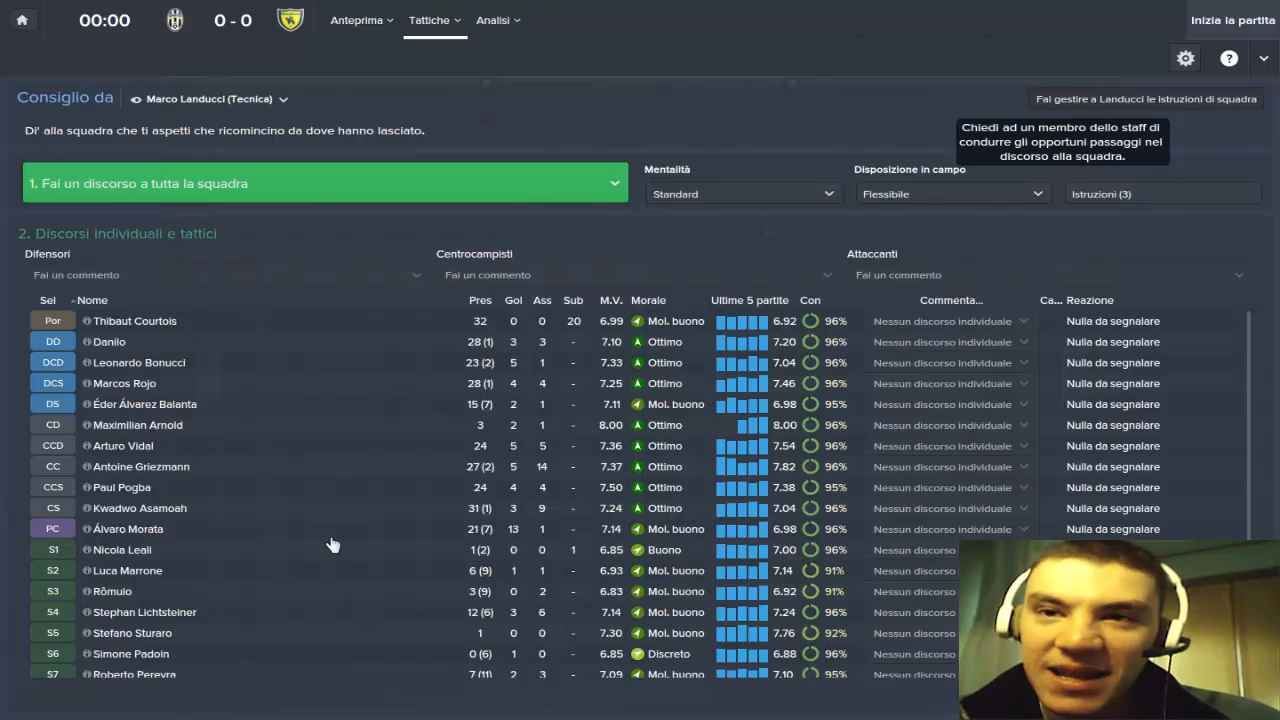 00:00 0 - 0 Anteprima Tattiche Analisi Inizia la partita
?
Consiglio da Marco Landucci (Tecnica) Fai gestire a Landucci le istruzioni di squadra
Di' alla squadra che ti aspetti che ricomincino da dove hanno lasciato.
Chiedi ad un membro dello staff di
condurre gli opportuni passaggi nel
discorso alla squadra.
1. Fai un discorso a tutta la squadra
Mentalità Disposizione in campo
Standard Flessibile Istruzioni (3)
2. Discorsi individuali e tattici
Difensori Centrocampisti Attaccanti
Fai un commento Fai un commento Fai un commento
Sel Nome Pres Gol Ass Sub M.V. Morale Ultime 5 partite Con Commenta... Ca... Reazione
Por Thibaut Courtois 32 0 0 20 6.99 Mol. buono 6.92 96% Nessun discorso individuale Nulla da segnalare
DD Danilo 28 (1) 3 3 - 7.10 Ottimo 7.20 96% Nessun discorso individuale Nulla da segnalare
DCD Leonardo Bonucci 23 (2) 5 1 - 7.33 Ottimo 7.04 96% Nessun discorso individuale Nulla da segnalare
DCS Marcos Rojo 28 (1) 4 4 - 7.25 Ottimo 7.46 96% Nessun discorso individuale Nulla da segnalare
DS Éder Álvarez Balanta 15 (7) 2 1 - 7.11 Mol. buono 6.98 95% Nessun discorso individuale Nulla da segnalare
CD Maximilian Arnold 3 2 1 - 8.00 Ottimo 8.00 96% Nessun discorso individuale Nulla da segnalare
CCD Arturo Vidal 24 5 5 - 7.36 Ottimo 7.54 96% Nessun discorso individuale Nulla da segnalare
CC Antoine Griezmann 27 (2) 5 14 - 7.37 Ottimo 7.82 96% Nessun discorso individuale Nulla da segnalare
CCS Paul Pogba 24 4 4 - 7.50 Ottimo 7.38 95% Nessun discorso individuale Nulla da segnalare
CS Kwadwo Asamoah 31 (1) 3 9 - 7.24 Ottimo 7.04 96% Nessun discorso individuale Nulla da segnalare
PC Álvaro Morata 21 (7) 13 1 - 7.14 Mol. buono 6.98 96% Nessun discorso individuale Nulla da segnalare
S1 Nicola Leali 1 (2) 0 0 1 6.85 Buono 7.00 96% Nessun discorso
S2 Luca Marrone 6 (9) 1 1 - 6.93 Mol. buono 7.14 91% Nessun discorso
S3 Rômulo 3 (9) 0 2 - 6.83 Mol. buono 6.92 91% Nessun discorso
S4 Stephan Lichtsteiner 12 (6) 3 6 - 7.14 Mol. buono 7.24 96% Nessun discorso
S5 Stefano Sturaro 1 0 0 - 7.30 Mol. buono 7.76 92% Nessun discorso
S6 Simone Padoin 0 (6) 1 0 - 6.85 Discreto 6.88 96% Nessun discorso
S7 Roberto Pereyra 7 (11) 2 3 - 7.09 Mol. buono 7.10 95% Nessun discorso